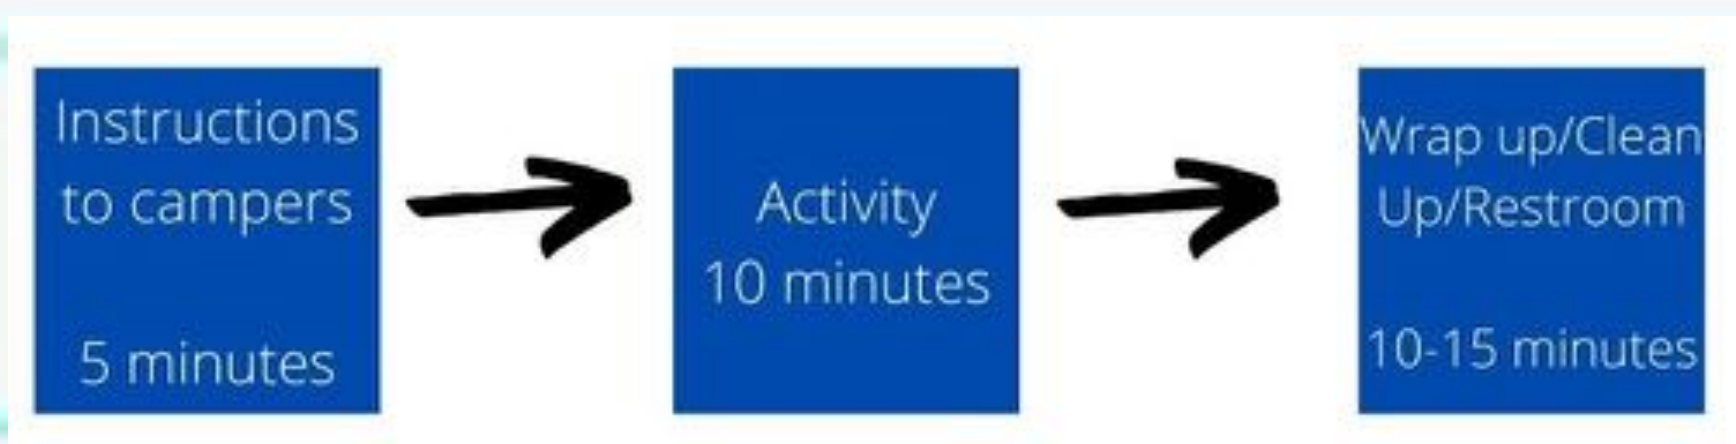 Instructions
to campers
5 minutes
Activity
10 minutes
Wrap up/Clean
Up/Restroom
10-15 minutes